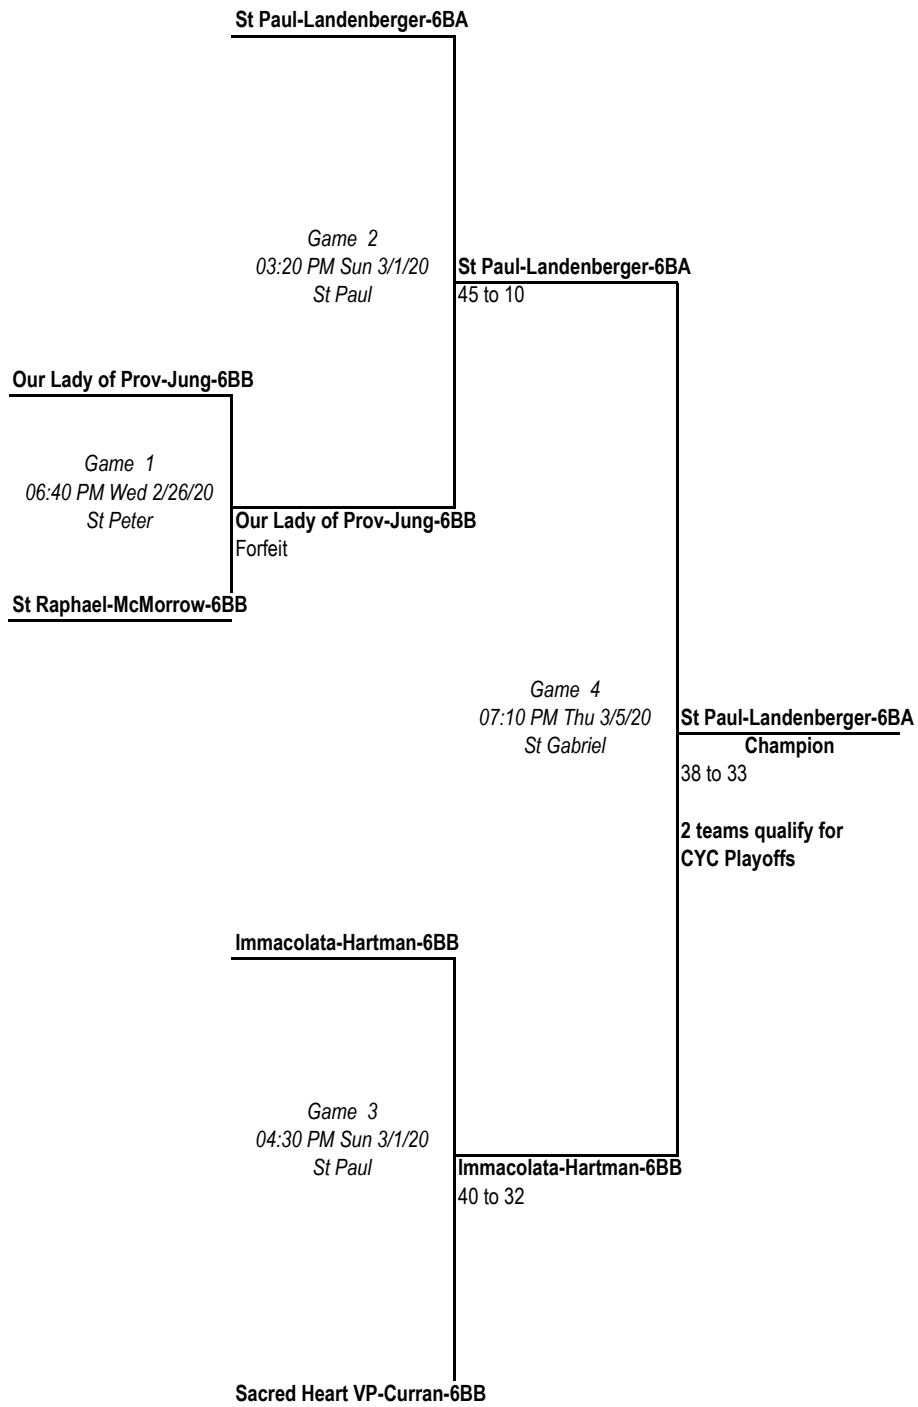 St Paul-Landenberger-6BA
Game 2
03:20 PM Sun 3/1/20
St Paul
St Paul-Landenberger-6BA
45 to 10
Our Lady of Prov-Jung-6BB
Game 1
06:40 PM Wed 2/26/20
St Peter
Our Lady of Prov-Jung-6BB
Forfeit
St Raphael-McMorrow-6BB
Game 4
07:10 PM Thu 3/5/20
St Gabriel
St Paul-Landenberger-6BA
Champion
38 to 33
2 teams qualify for
CYC Playoffs
Immacolata-Hartman-6BB
Game 3
04:30 PM Sun 3/1/20
St Paul
Immacolata-Hartman-6BB
40 to 32
Sacred Heart VP-Curran-6BB